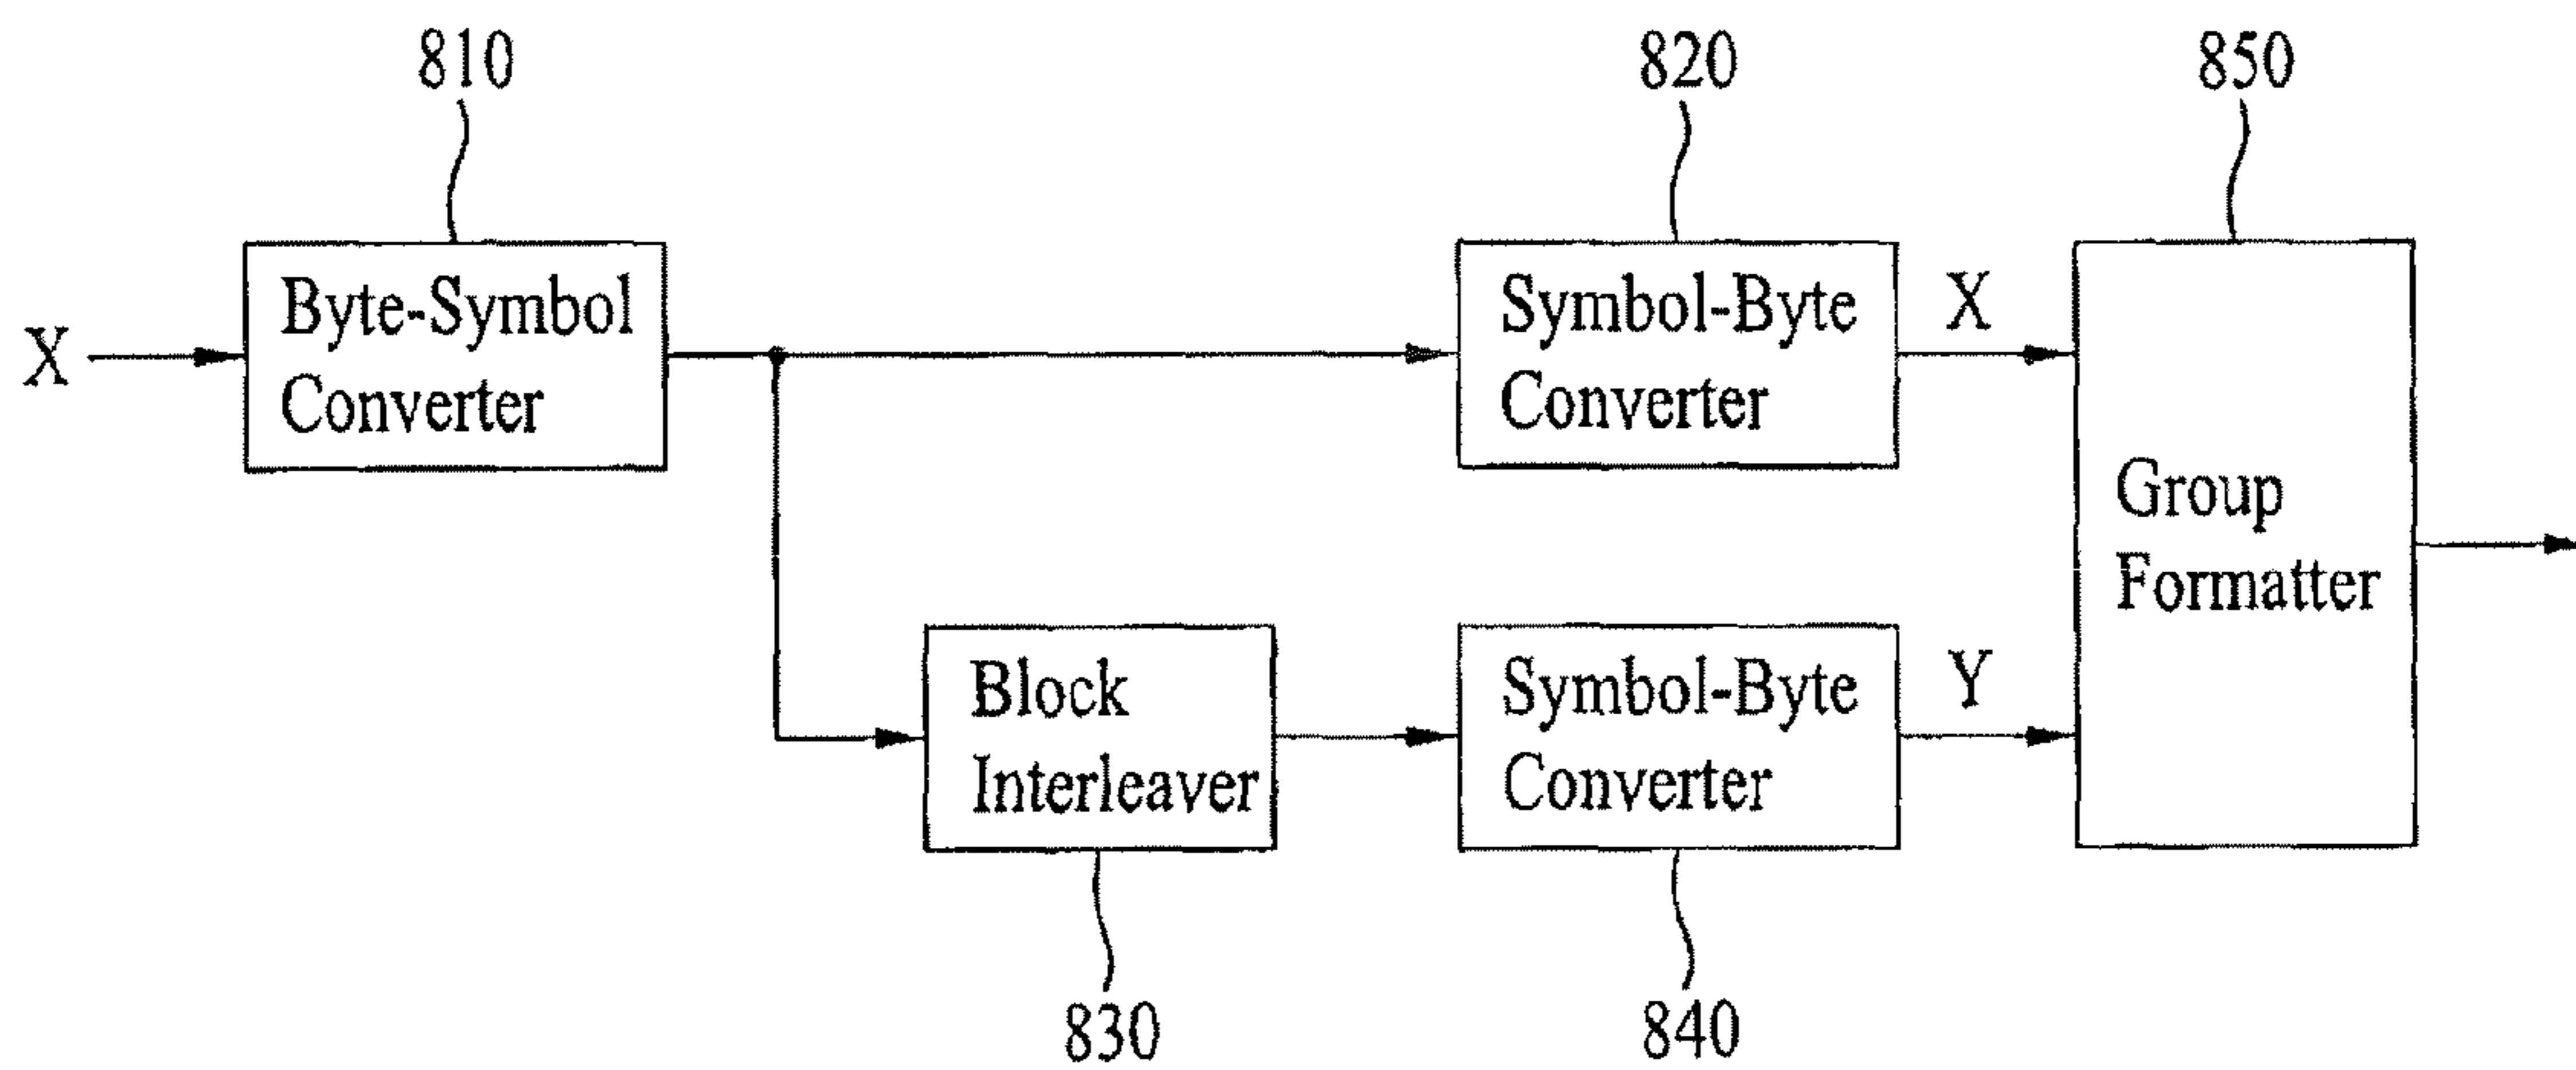 810
820
850
X
Byte-Symbol
Converter
Symbol-Byte
Converter
X
Group
Formatter
Block
Interleaver
Symbol-Byte
Converter
Y
830
840